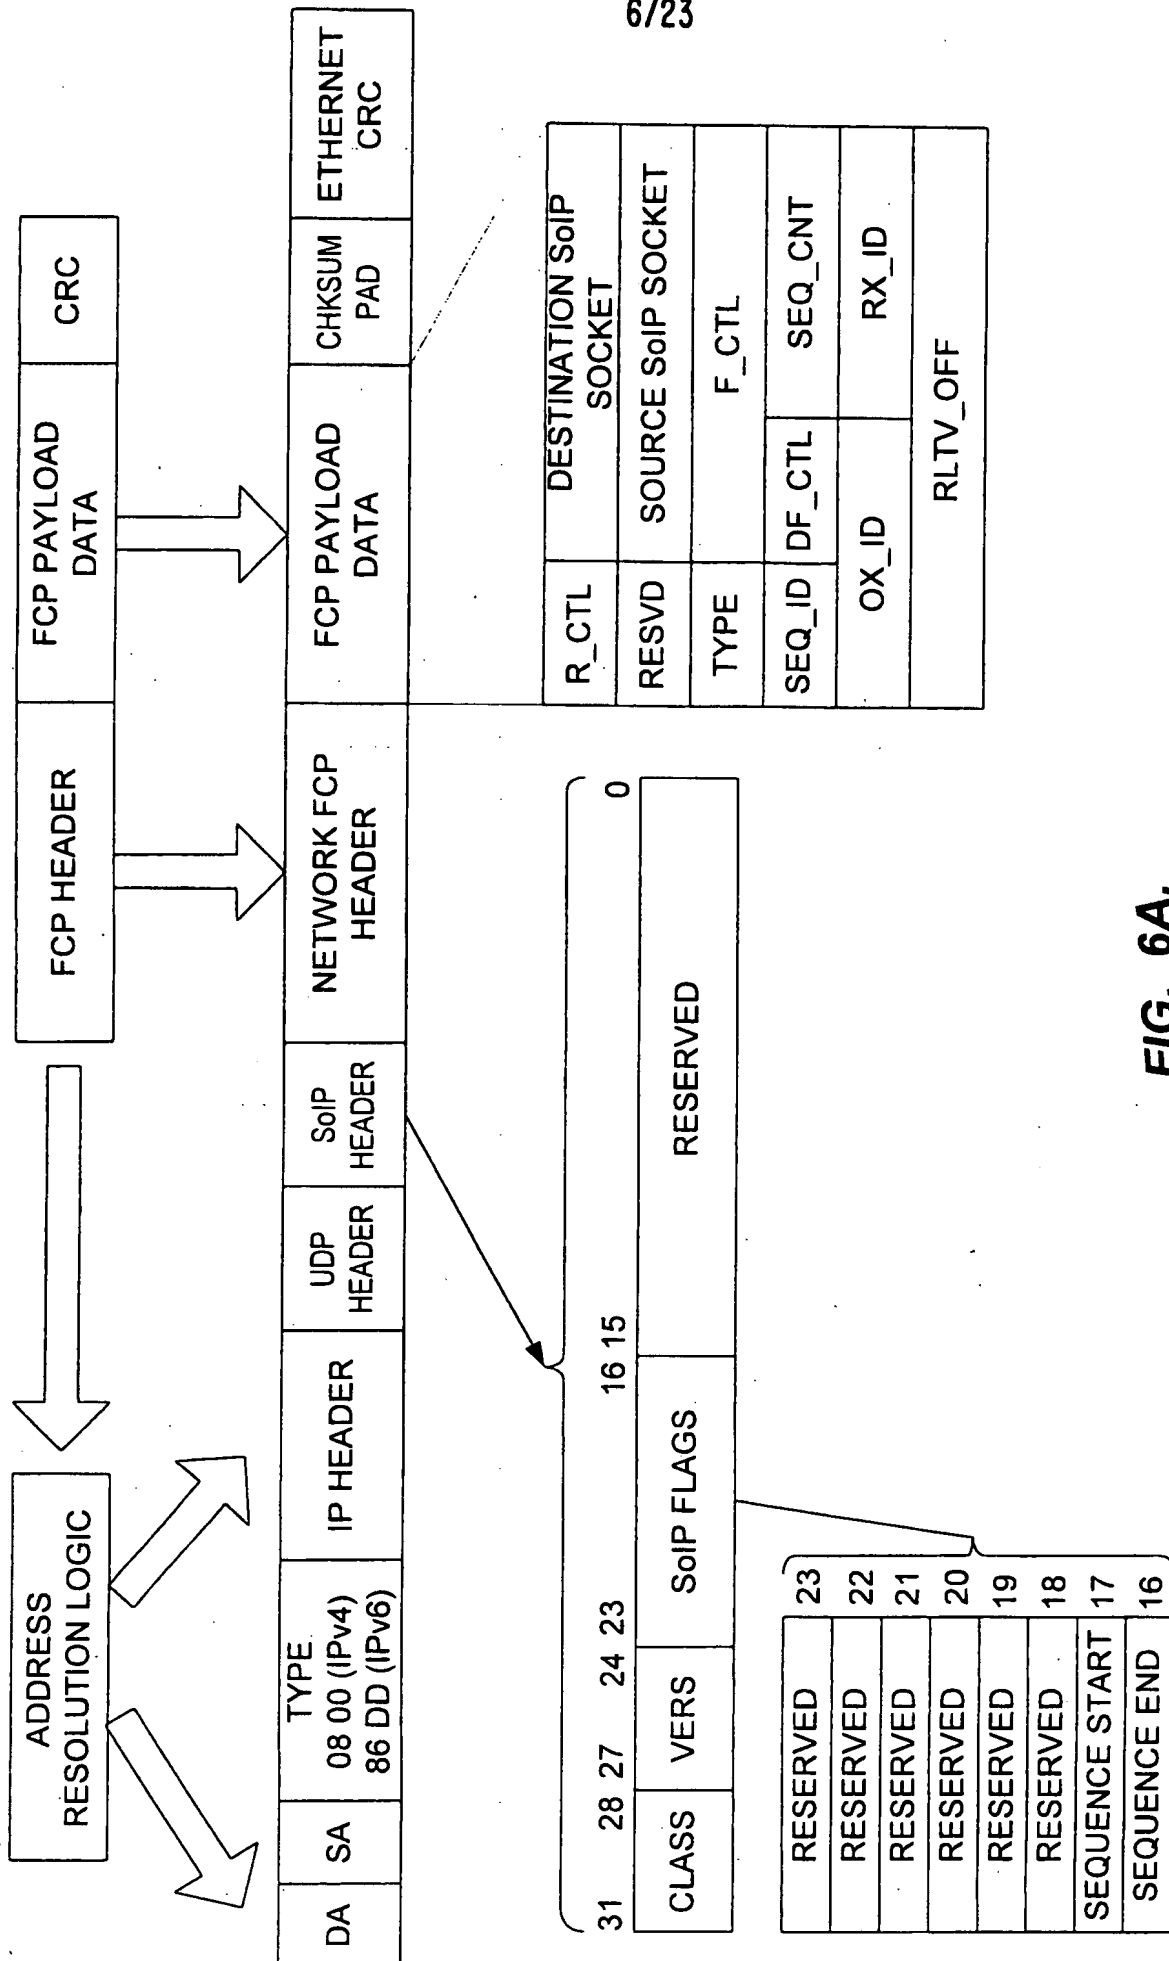 6/23
FCP HEADER
FCP PAYLOAD
DATA
CRC
ADDRESS
RESOLUTION LOGIC
DA
SA
TYPE
08 00 (IPv4)
86 DD (IPv6)
IP HEADER
UDP
HEADER
SoIP
HEADER
NETWORK FCP
HEADER
FCP PAYLOAD
DATA
CHKSUM
PAD
ETHERNET
CRC
31 28 27 24 23 16 15 0
CLASS
VERS
SoIP FLAGS
RESERVED
R_CTL
DESTINATION SoIP
SOCKET
RESVD
SOURCE SoIP SOCKET
TYPE
F_CTL
SEQ_ID
DF_CTL
SEQ_CNT
OX_ID
RX_ID
RLTV_OFF
RESERVED 23
RESERVED 22
RESERVED 21
RESERVED 20
RESERVED 19
RESERVED 18
SEQUENCE START 17
SEQUENCE END 16
FIG. 6A.